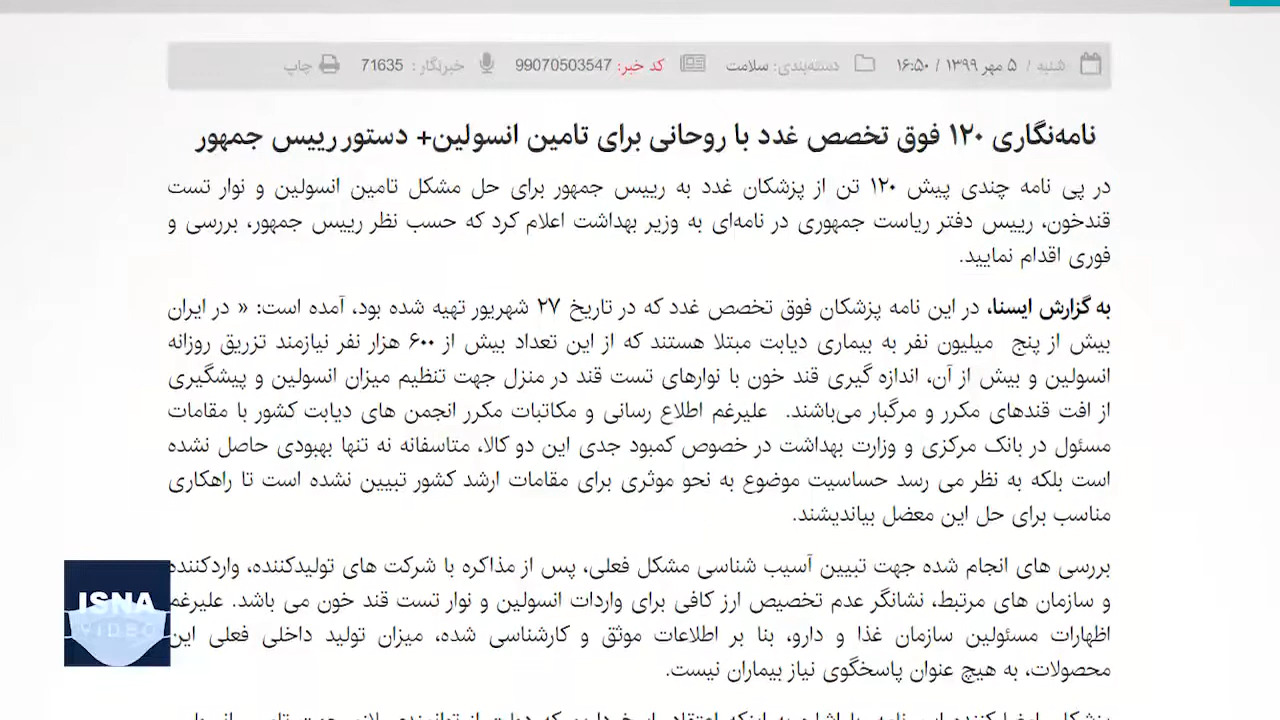 شنبه / ۵ مهر ۱۳۹۹ / ۱۶:۵۰ دسته‌بندی: سلامت کد خبر: 99070503547 خبرنگار : 71635 چاپ
نامه‌نگاری ۱۲۰ فوق تخصص غدد با روحانی برای تامین انسولین+ دستور رییس جمهور
در پی نامه چندی پیش ۱۲۰ تن از پزشکان غدد به رییس جمهور برای حل مشکل تامین انسولین و نوار تست
قندخون، رییس دفتر ریاست جمهوری در نامه‌ای به وزیر بهداشت اعلام کرد که حسب نظر رییس جمهور، بررسی و
فوری اقدام نمایید.
به گزارش ایسنا، در این نامه پزشکان فوق تخصص غدد که در تاریخ ۲۷ شهریور تهیه شده بود، آمده است: « در ایران
بیش از پنج میلیون نفر به بیماری دیابت مبتلا هستند که از این تعداد بیش از ۶۰۰ هزار نفر نیازمند تزریق روزانه
انسولین و بیش از آن، اندازه گیری قند خون با نوارهای تست قند در منزل جهت تنظیم میزان انسولین و پیشگیری
از افت قندهای مکرر و مرگبار می‌باشند. علیرغم اطلاع رسانی و مکاتبات مکرر انجمن های دیابت کشور با مقامات
مسئول در بانک مرکزی و وزارت بهداشت در خصوص کمبود جدی این دو کالا، متاسفانه نه تنها بهبودی حاصل نشده
است بلکه به نظر می رسد حساسیت موضوع به نحو موثری برای مقامات ارشد کشور تبیین نشده است تا راهکاری
مناسب برای حل این معضل بیاندیشند.
بررسی های انجام شده جهت تبیین آسیب شناسی مشکل فعلی، پس از مذاکره با شرکت های تولیدکننده، واردکننده
و سازمان های مرتبط، نشانگر عدم تخصیص ارز کافی برای واردات انسولین و نوار تست قند خون می باشد. علیرغم
اظهارات مسئولین سازمان غذا و دارو، بنا بر اطلاعات موثق و کارشناسی شده، میزان تولید داخلی فعلی این
محصولات، به هیچ عنوان پاسخگوی نیاز بیماران نیست.
ISNA
VIDEO